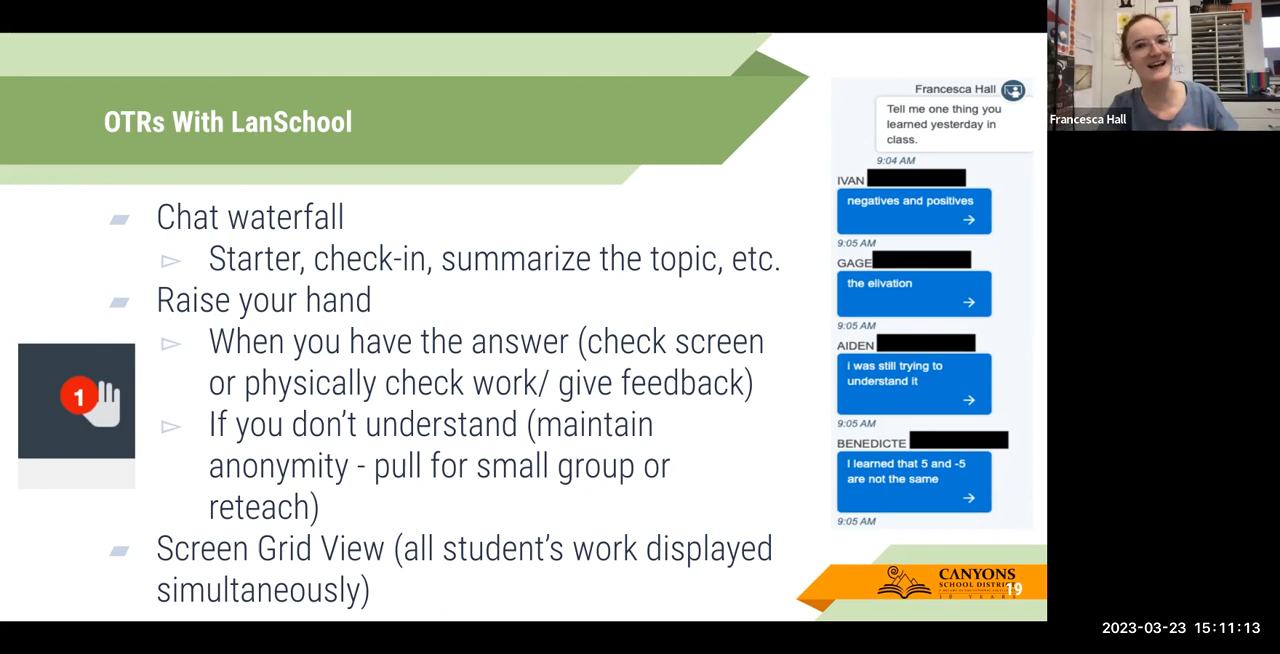 OTRs With LanSchool
Chat waterfall
Starter, check-in, summarize the topic, etc.
Raise your hand
When you have the answer (check screen
or physically check work/ give feedback)
If you don’t understand (maintain
anonymity - pull for small group or
reteach)
Screen Grid View (all student’s work displayed
simultaneously)
1
Francesca Hall
Tell me one thing you
learned yesterday in
class.
9:04 AM
IVAN
negatives and positives
9:05 AM
GAGE
the elivation
9:05 AM
AIDEN
i was still trying to
understand it
9:05 AM
BENEDICTE
I learned that 5 and -5
are not the same
9:05 AM
CANYONS
SCHOOL DISTRI
19
Francesca Hall
2023-03-23 15:11:13